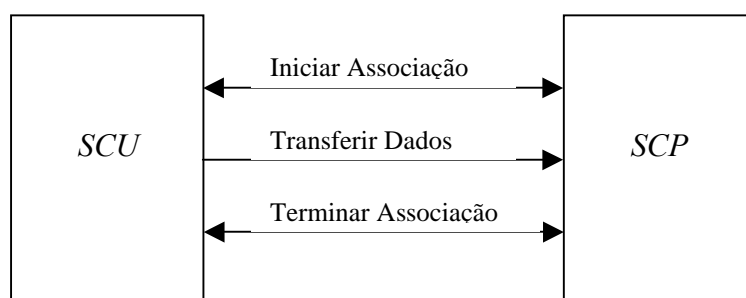 Iniciar Associação
SCU
Transferir Dados
SCP
Terminar Associação